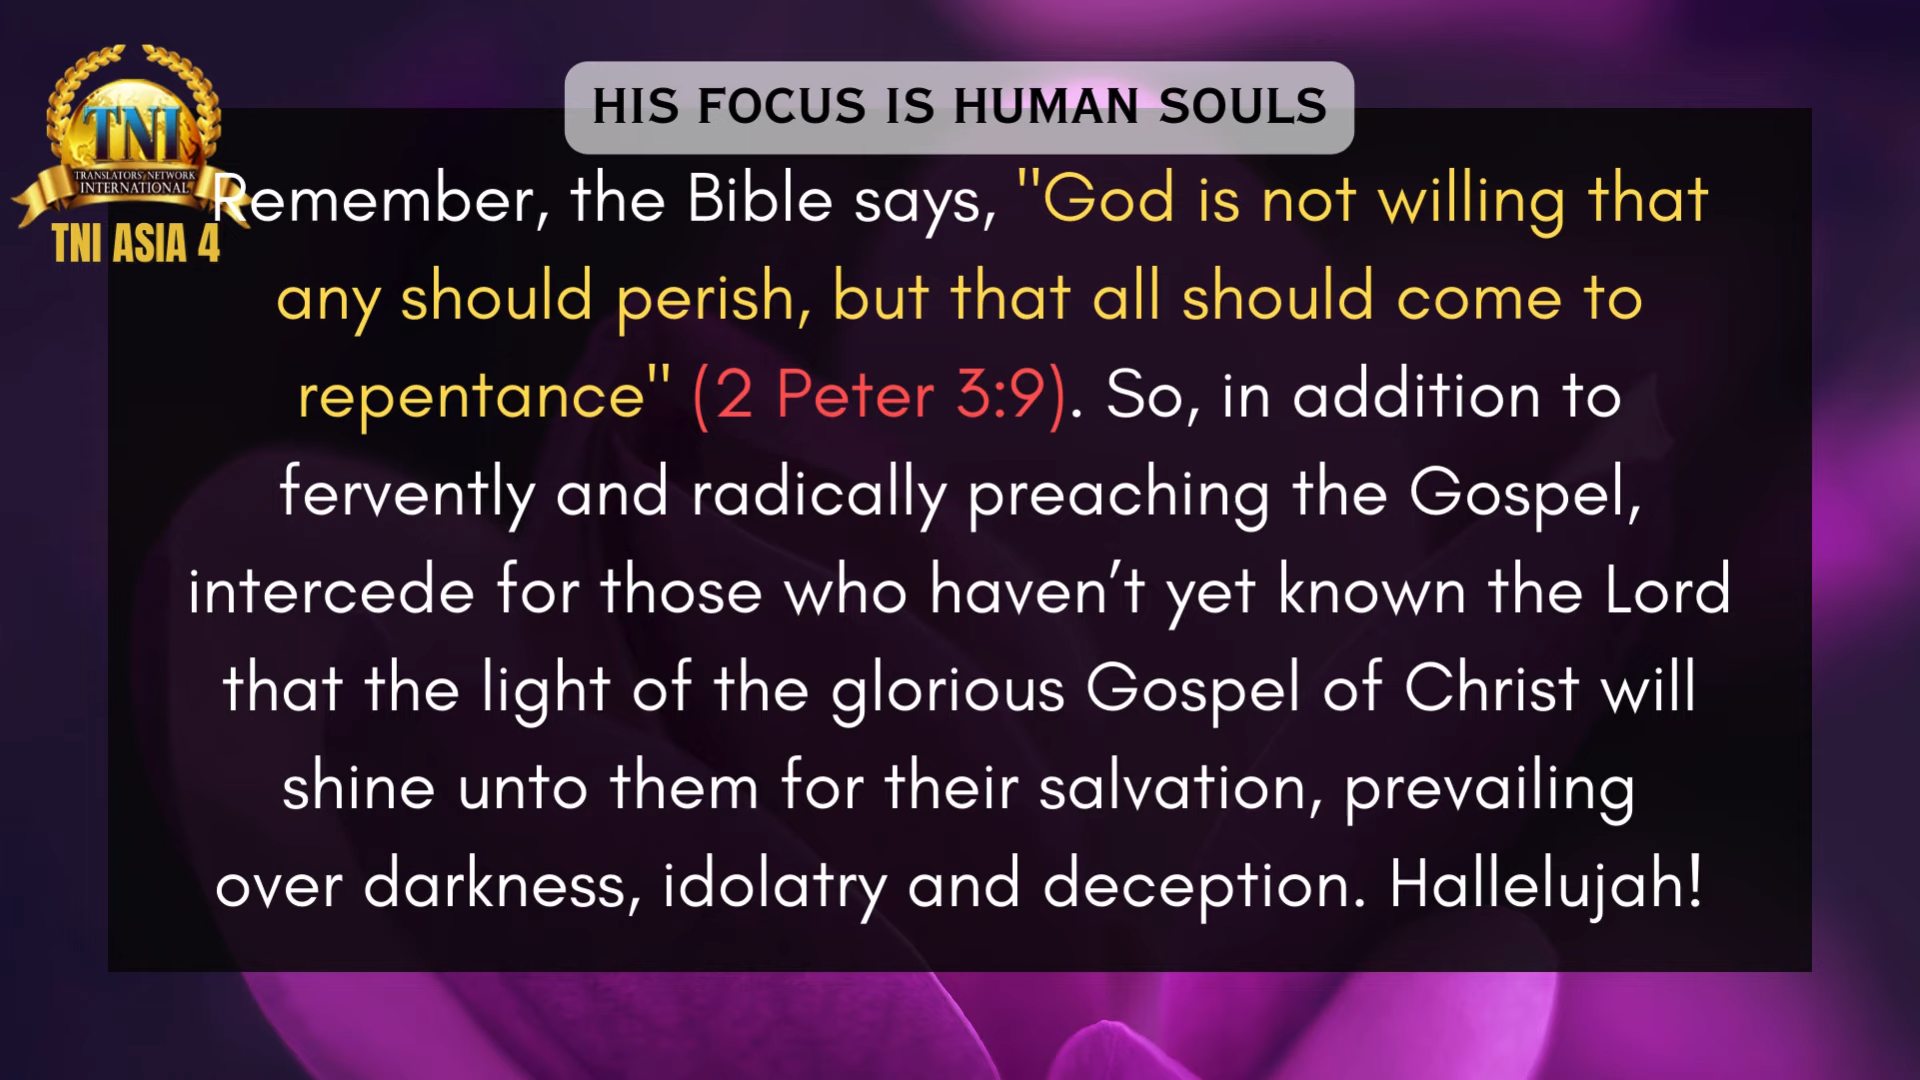 HIS FOCUS IS HUMAN SOULS
TNI
TRANSLATORS' NETWORK
INTERNATIONAL
TNI ASIA 4
Remember, the Bible says, "God is not willing that
any should perish, but that all should come to
repentance" (2 Peter 3:9). So, in addition to
fervently and radically preaching the Gospel,
intercede for those who haven’t yet known the Lord
that the light of the glorious Gospel of Christ will
shine unto them for their salvation, prevailing
over darkness, idolatry and deception. Hallelujah!